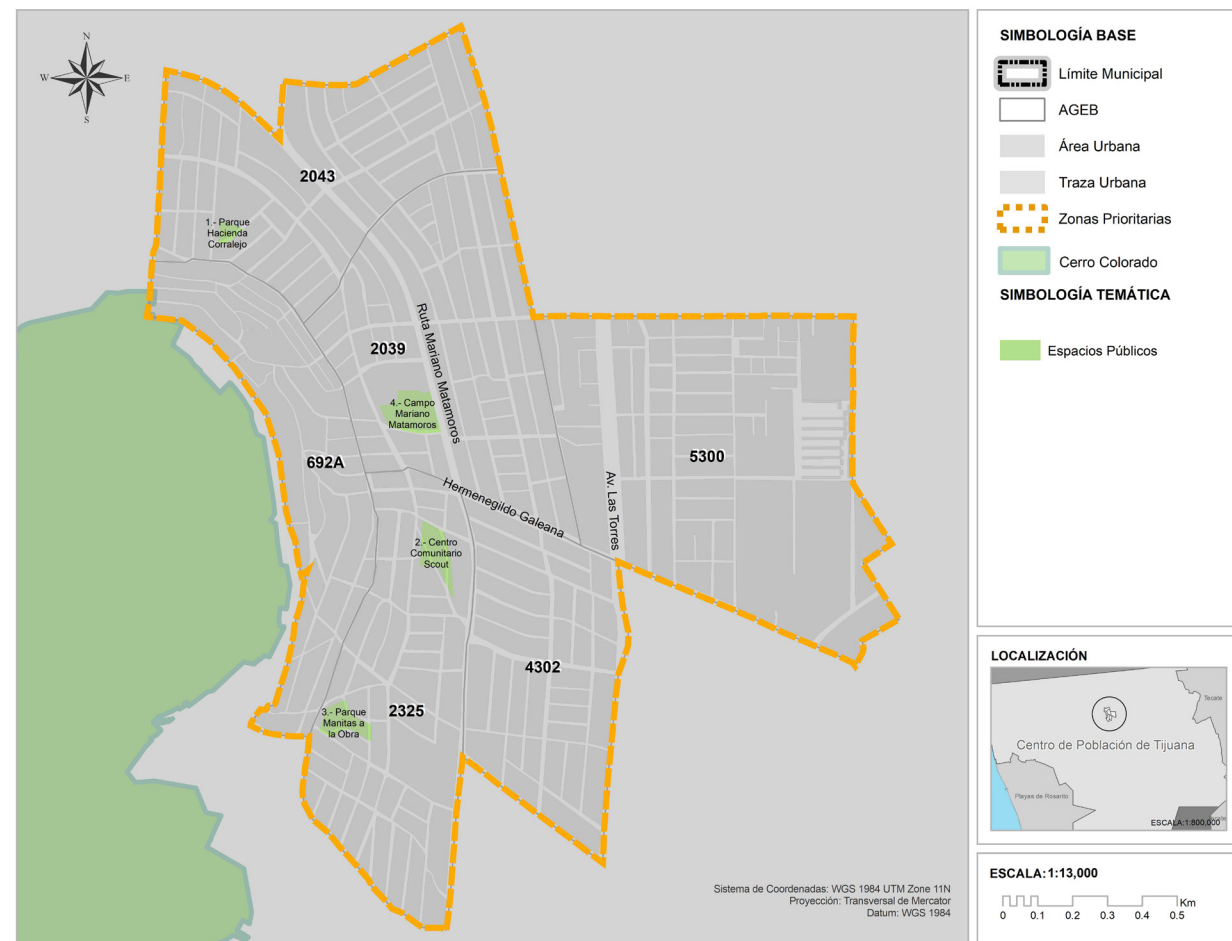 N
W
E
S
2043
1.- Parque
Hacienda
Corralejo
Ruta Mariano Matamoros
2039
4.- Campo
Mariano
Matamoros
692A
5300
Hermenegildo Galeana
Av. Las Torres
2.- Centro
Comunitario
Scout
4302
2325
3.- Parque
Manitas a
la Obra
Sistema de Coordenadas: WGS 1984 UTM Zone 11N
Proyección: Transversal de Mercator
Datum: WGS 1984
SIMBOLOGÍA BASE
Límite Municipal
AGEB
Área Urbana
Traza Urbana
Zonas Prioritarias
Cerro Colorado
SIMBOLOGÍA TEMÁTICA
Espacios Públicos
LOCALIZACIÓN
Tecate
Centro de Población de Tijuana
Playas de Rosarito
ESCALA:1:800,000
ESCALA: 1:13,000
Km
0 0.1 0.2 0.3 0.4 0.5